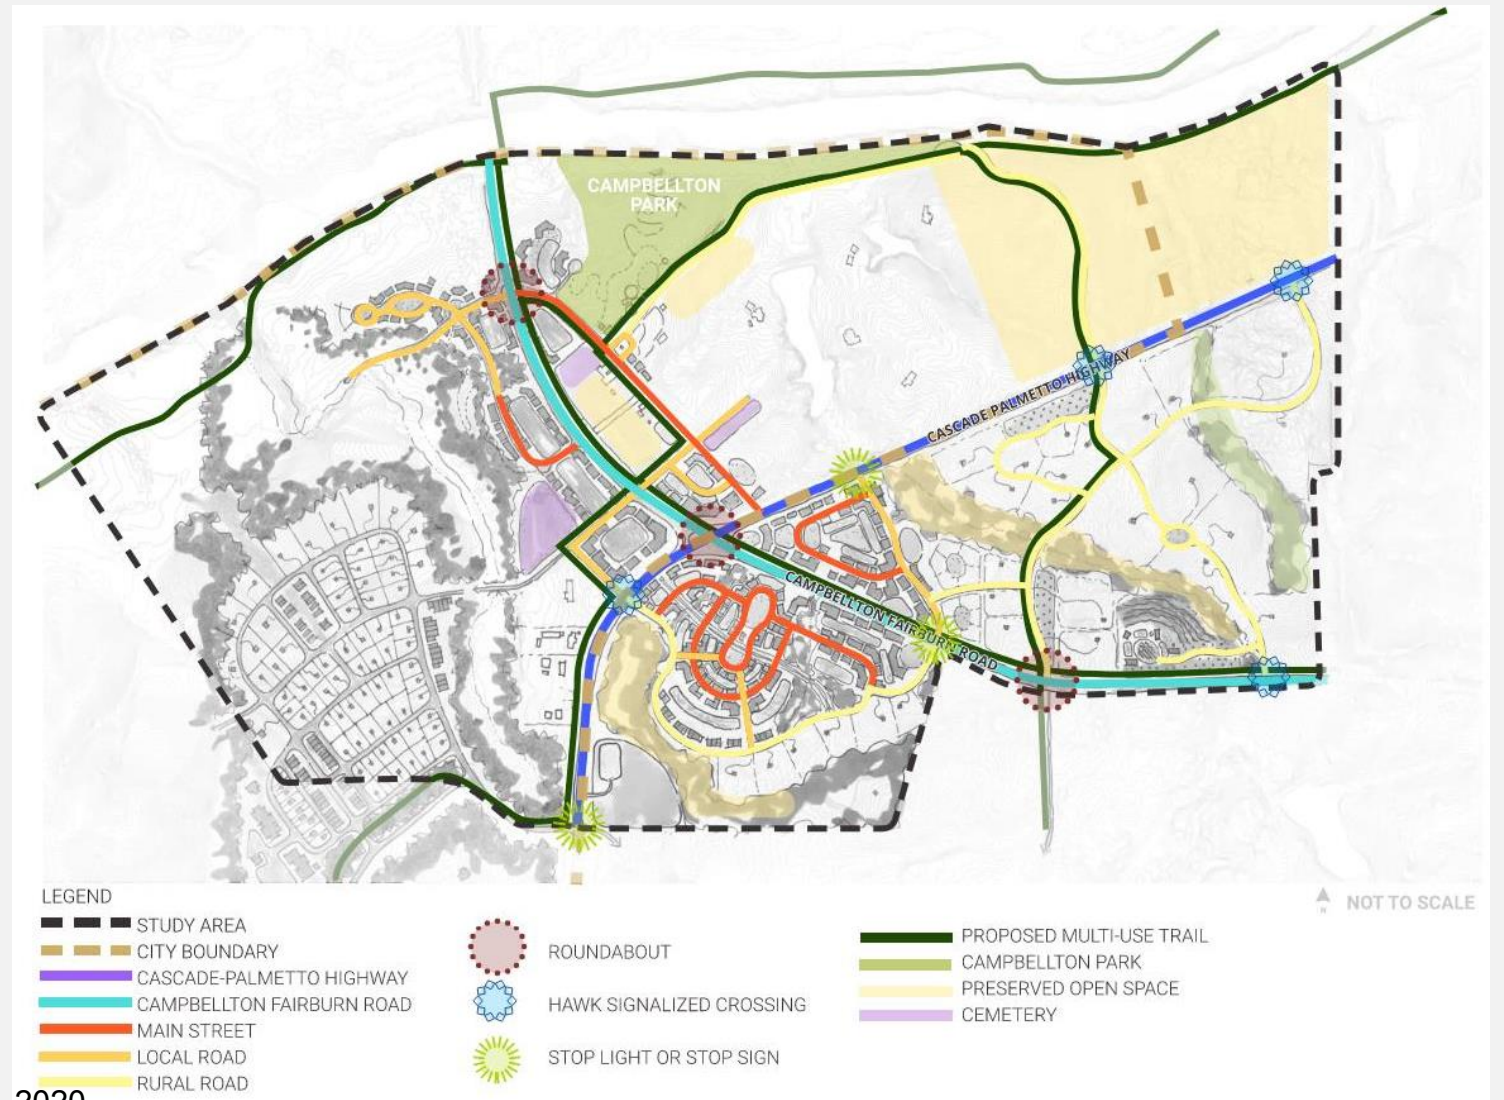 CAMPBELLTON
PARK
CASCADE PALMETTO HIGHWAY
CAMPBELLTON FAIRBURN ROAD
LEGEND
STUDY AREA
CITY BOUNDARY
CASCADE-PALMETTO HIGHWAY
CAMPBELLTON FAIRBURN ROAD
MAIN STREET
LOCAL ROAD
RURAL ROAD
ROUNDABOUT
HAWK SIGNALIZED CROSSING
STOP LIGHT OR STOP SIGN
PROPOSED MULTI-USE TRAIL
CAMPBELLTON PARK
PRESERVED OPEN SPACE
CEMETERY
N
NOT TO SCALE
2020